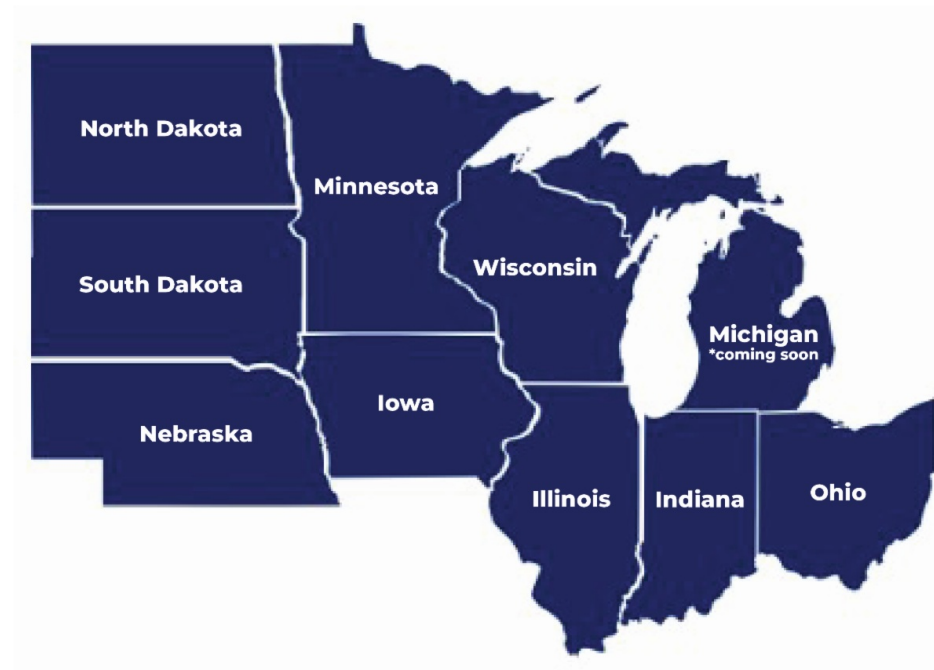 North Dakota
Minnesota
South Dakota
Wisconsin
Michigan
*coming soon
Iowa
Nebraska
Illinois
Indiana
Ohio